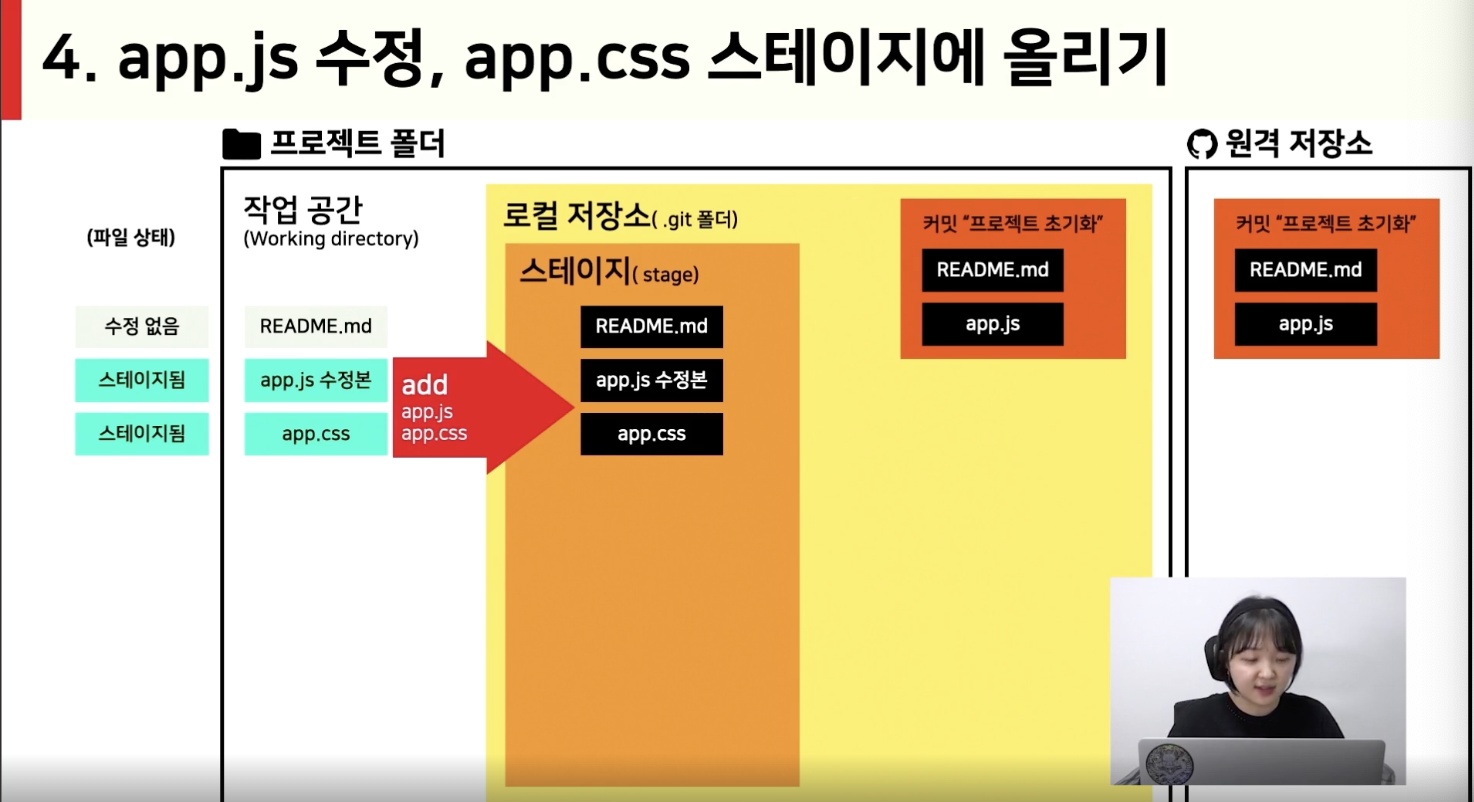 4. app.js 수정, app.css 스테이지에 올리기
프로젝트 폴더
원격 저장소
(파일 상태)
작업 공간
(Working directory)
로컬 저장소( .git 폴더)
스테이지( stage)
커밋 “프로젝트 초기화”
README.md
app.js
커밋 “프로젝트 초기화”
README.md
app.js
수정 없음
README.md
README.md
스테이지됨
app.js 수정본
app.js 수정본
스테이지됨
app.css
app.css
add
app.js
app.css